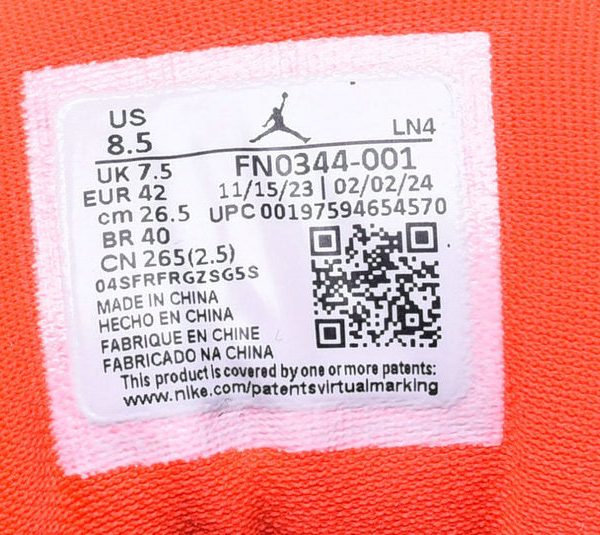 US
8.5
LN4
UK 7.5
FN0344-001
EUR 42
11/15/23 | 02/02/24
cm 26.5
UPC 00197594654570
BR 40
CN 265(2.5)
04SFRFRGZSG5S
MADE IN CHINA
HECHO EN CHINA
FABRIQUE EN CHINE
FABRICADO NA CHINA
This product is covered by one or more patents:
www.nike.com/patentsvirtualmarking